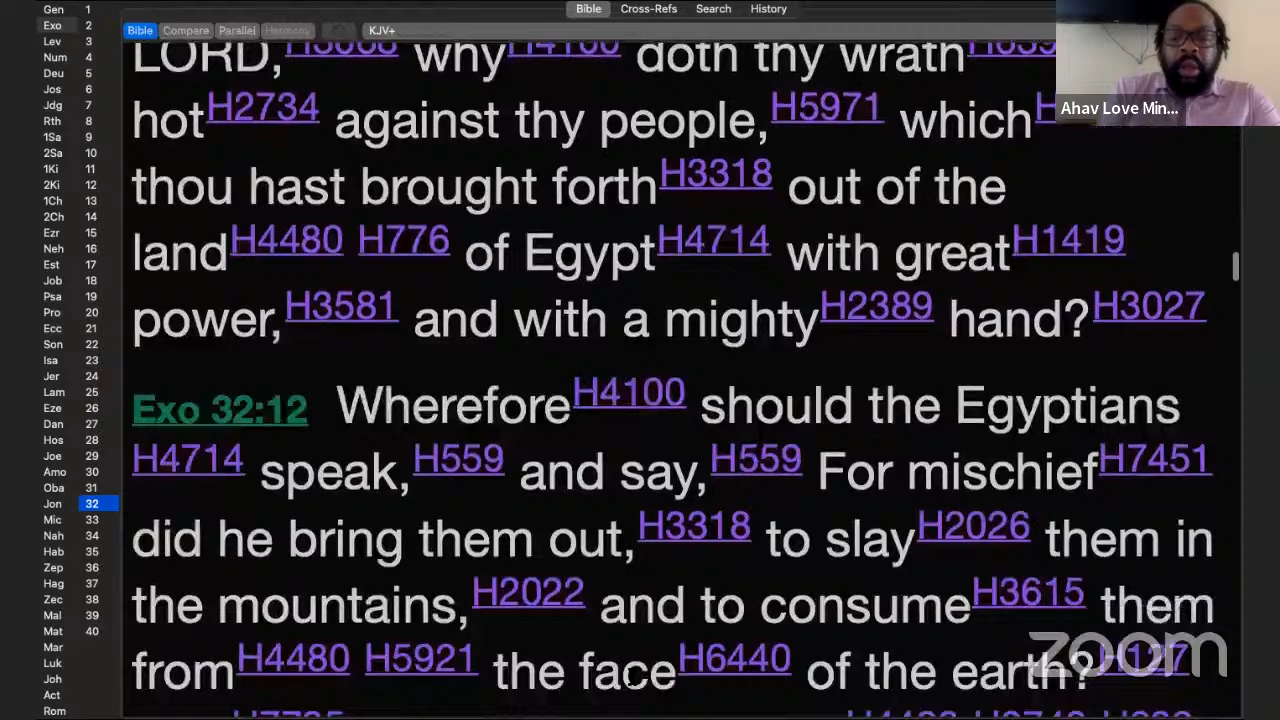 Bible Cross-Refs Search History
Bible Compare Parallel Harmony KJV+
Gen 1
Exo 2
Lev 3
Num 4
Deu 5
Jos 6
Jdg 7
Rth 8
1Sa 9
2Sa 10
1Ki 11
2Ki 12
1Ch 13
2Ch 14
Ezr 15
Neh 16
Est 17
Job 18
Psa 19
Pro 20
Ecc 21
Son 22
Isa 23
Jer 24
Lam 25
Eze 26
Dan 27
Hos 28
Joe 29
Amo 30
Oba 31
Jon 32
Mic 33
Nah 34
Hab 35
Zep 36
Hag 37
Zec 38
Mal 39
Mat 40
Mar
Luk
Joh
Act
Rom
LORD,H3068 why H4100 doth thy wrath
hot H2734 against thy people, H5971 which
thou hast brought forth H3318 out of the
land H4480 H776 of Egypt H4714 with great H1419
power, H3581 and with a mighty H2389 hand? H3027
Exo 32:12 Wherefore H4100 should the Egyptians
H4714 speak, H559 and say, H559 For mischief H7451
did he bring them out, H3318 to slay H2026 them in
the mountains, H2022 and to consume H3615 them
from H4480 H5921 the face H6440 of the earth? H127
Ahav Love Min...
zoom